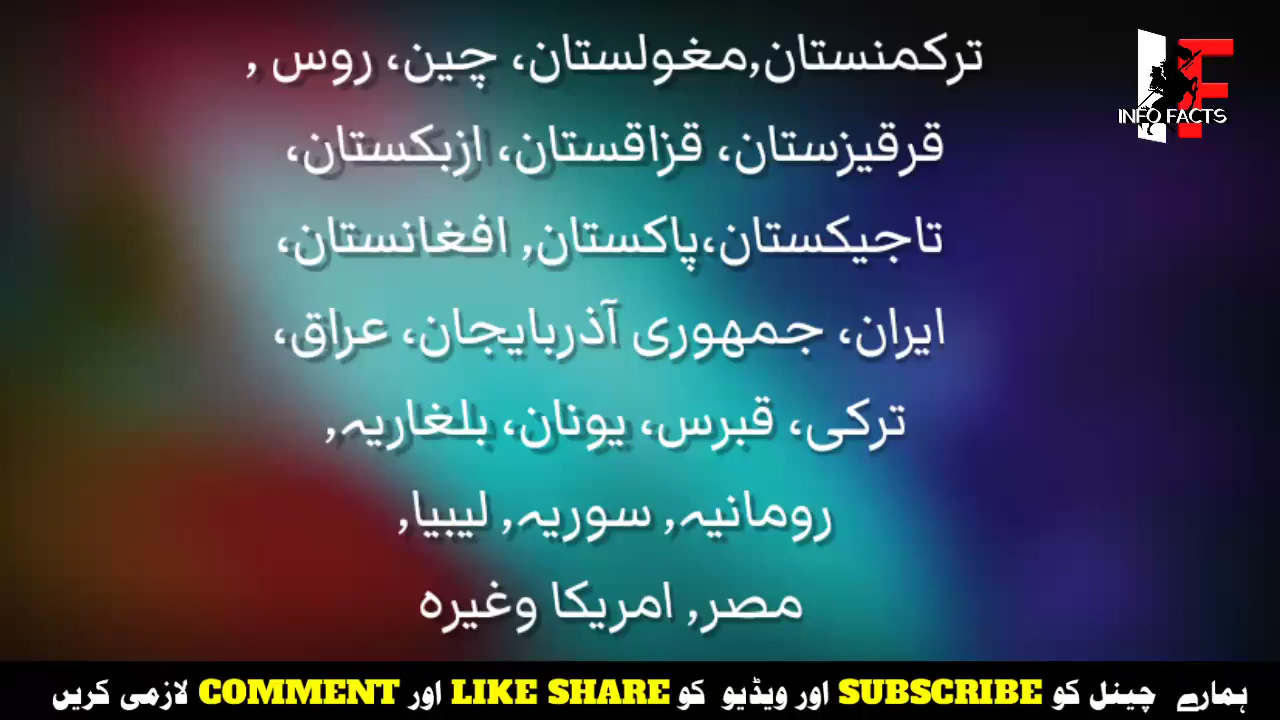 ترکمنستان,مغولستان، چین، روس ,
قرقیزستان، قزاقستان، ازبکستان،
تاجیکستان،پاکستان, افغانستان،
ایران، جمهوری آذربایجان، عراق،
ترکی، قبرس، یونان، بلغاریہ,
رومانیہ, سوریہ, لیبیا,
مصر, امریکا وغیرہ
IF
INFO FACTS
ہمارے چینل کو SUBSCRIBE اور ویڈیو کو LIKE SHARE اور COMMENT لازمی کریں